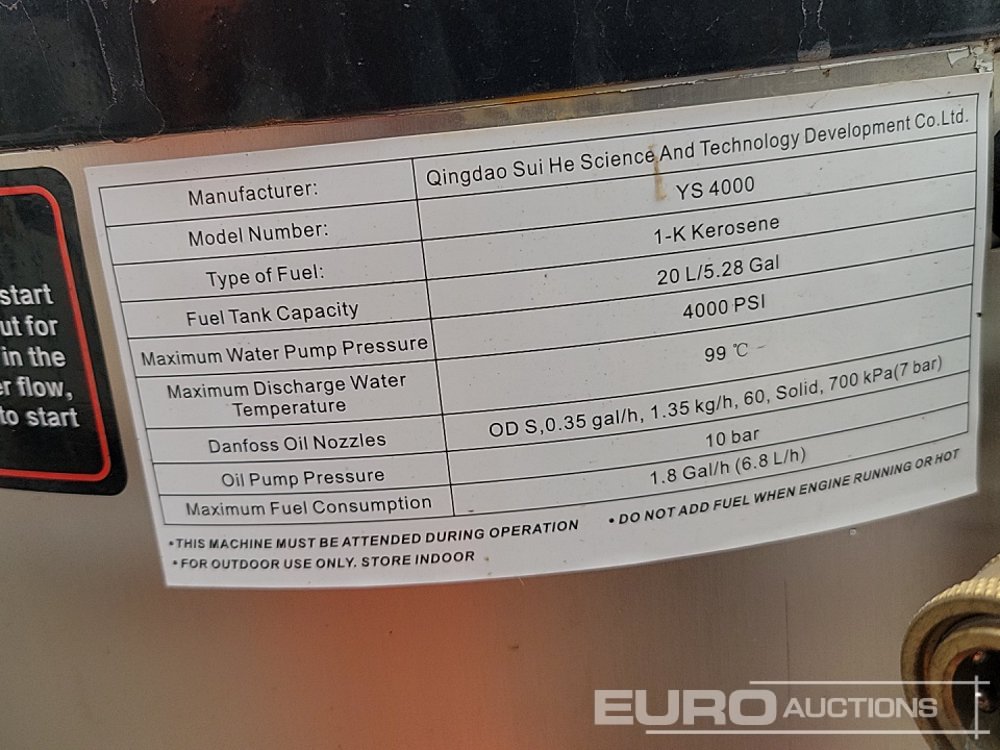 Manufacturer: Qingdao Sui He Science And Technology Development Co.Ltd.
Model Number: YS 4000
Type of Fuel: 1-K Kerosene
Fuel Tank Capacity 20 L/5.28 Gal
Maximum Water Pump Pressure 4000 PSI
Maximum Discharge Water
Temperature 99 ℃
Danfoss Oil Nozzles OD S,0.35 gal/h, 1.35 kg/h, 60, Solid, 700 kPa(7 bar)
Oil Pump Pressure 10 bar
Maximum Fuel Consumption 1.8 Gal/h (6.8 L/h)
•THIS MACHINE MUST BE ATTENDED DURING OPERATION •DO NOT ADD FUEL WHEN ENGINE RUNNING OR HOT
•FOR OUTDOOR USE ONLY. STORE INDOOR
start
ut for
in the
er flow,
to start
EURO AUCTIONS